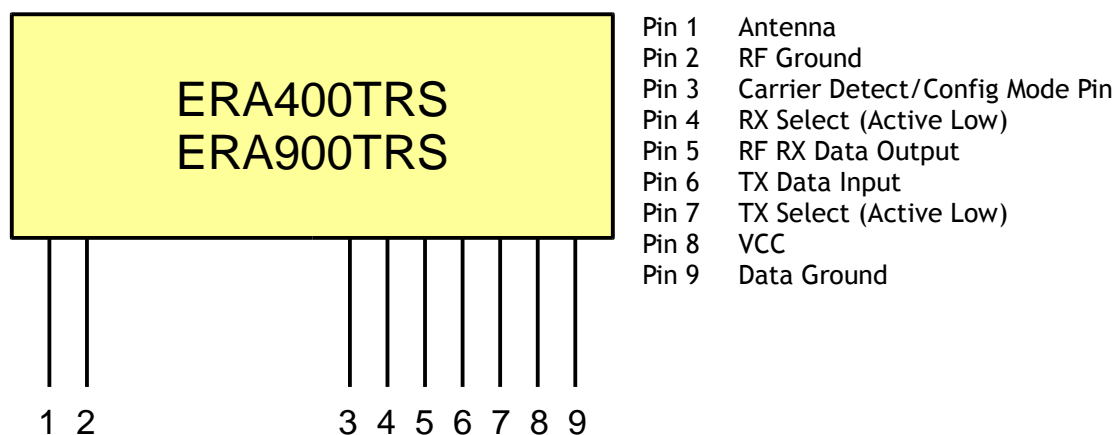 ERA400TRS
ERA900TRS
1 2 3 4 5 6 7 8 9
Pin 1 Antenna
Pin 2 RF Ground
Pin 3 Carrier Detect/Config Mode Pin
Pin 4 RX Select (Active Low)
Pin 5 RF RX Data Output
Pin 6 TX Data Input
Pin 7 TX Select (Active Low)
Pin 8 VCC
Pin 9 Data Ground